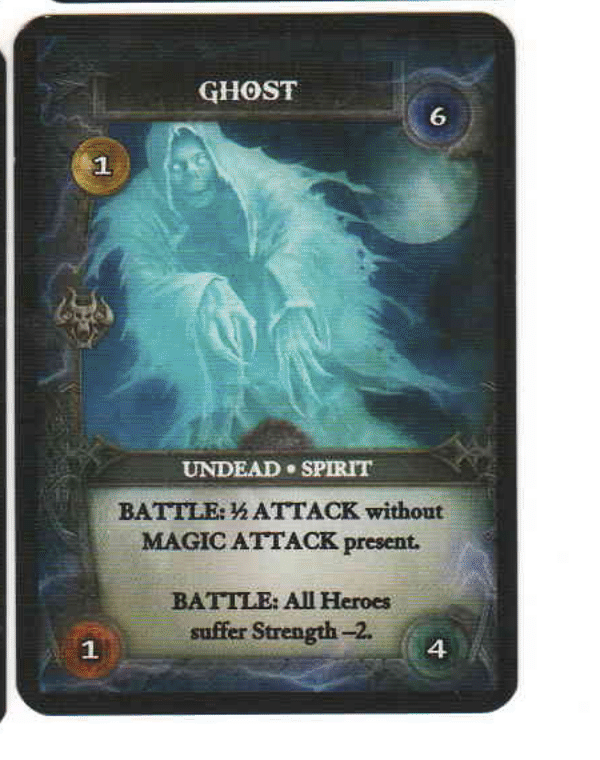 GHOST
6
1
UNDEAD • SPIRIT
BATTLE: ½ ATTACK without
MAGIC ATTACK present.
BATTLE: All Heroes
suffer Strength –2.
1
4